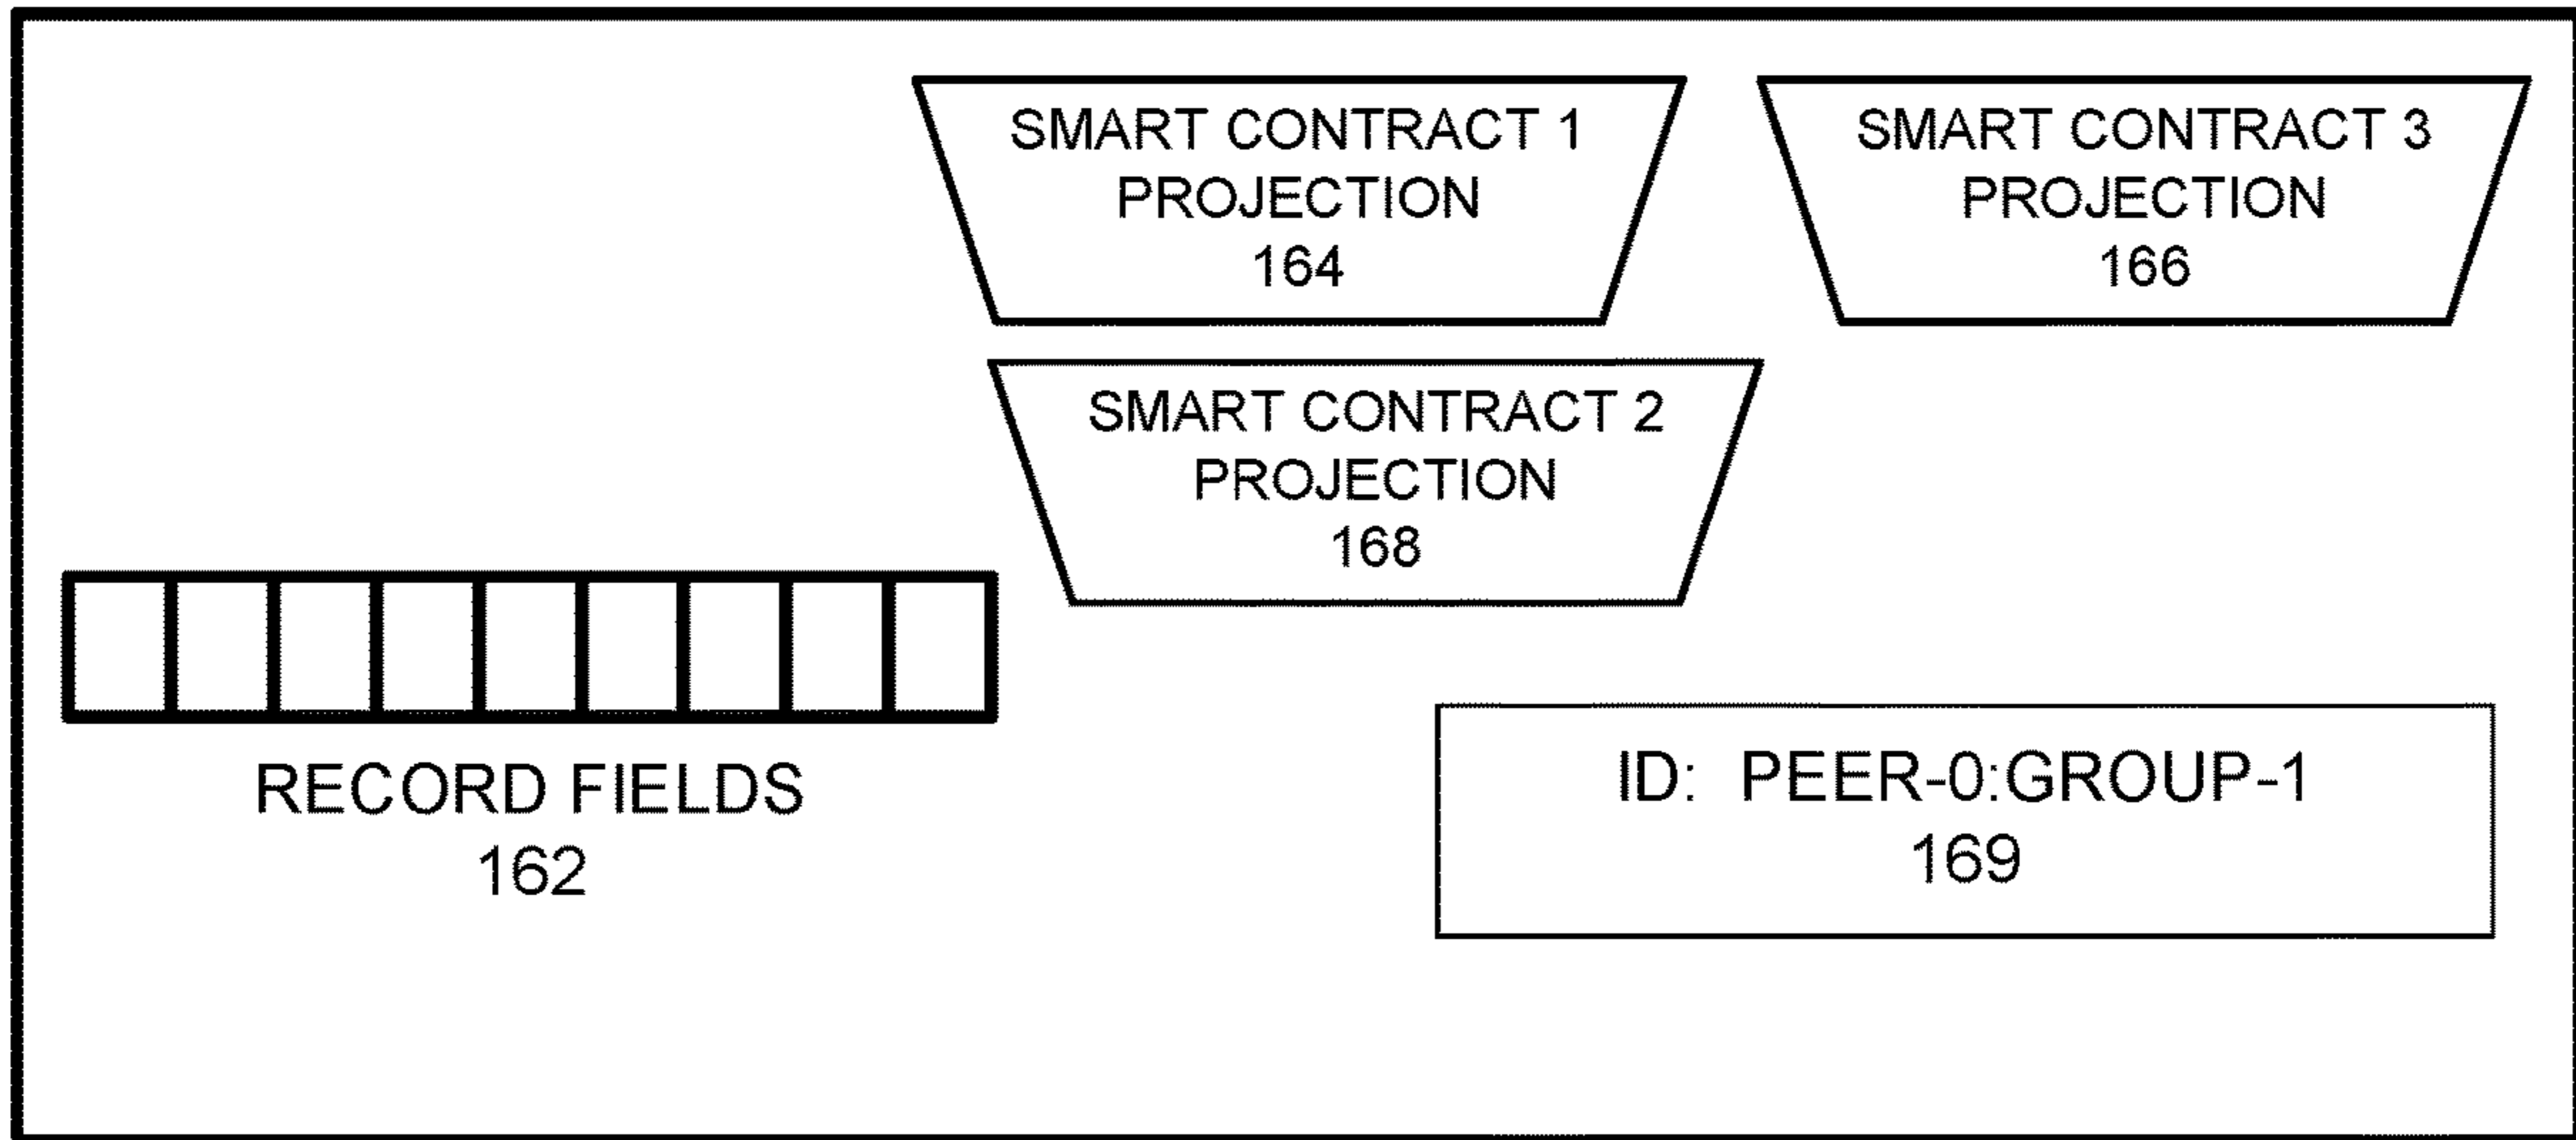 SMART CONTRACT 1
PROJECTION
164
SMART CONTRACT 3
PROJECTION
166
SMART CONTRACT 2
PROJECTION
168
RECORD FIELDS
162
ID: PEER-0:GROUP-1
169